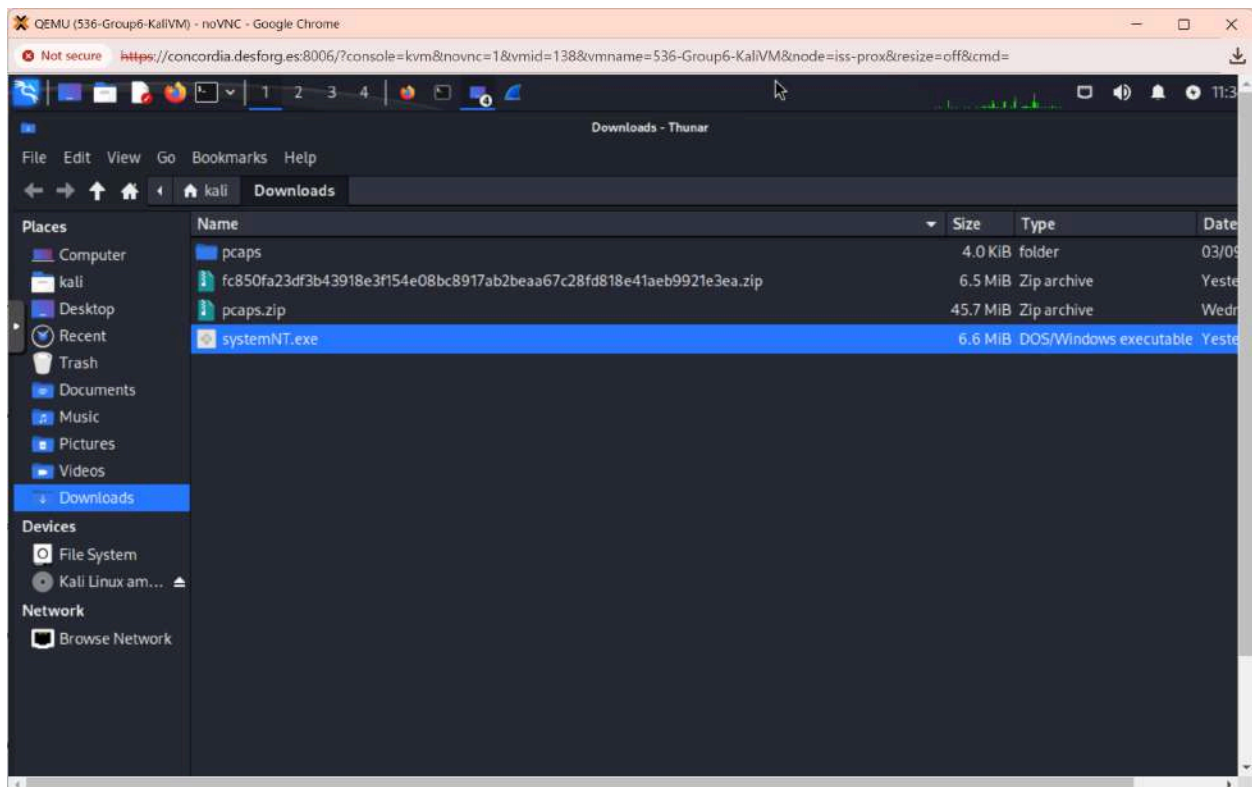 QEMU (536-Group6-KaliVM) - noVNC - Google Chrome
Not secure https://concordia.desforg.es:8006/?console=kvm&novnc=1&vmid=138&vmname=536-Group6-KaliVM&node=iss-prox&resize=off&cmd=
1 2 3 4 4 11:3
Downloads - Thunar
File Edit View Go Bookmarks Help
kali Downloads
Places Name Size Type Date
Computer pcaps 4.0 KiB folder 03/09
kali fc850fa23df3b43918e3f154e08bc8917ab2beaa67c28fd818e41aeb9921e3ea.zip 6.5 MiB Zip archive Yeste
Desktop pcaps.zip 45.7 MiB Zip archive Wedr
Recent systemNT.exe 6.6 MiB DOS/Windows executable Yeste
Trash
Documents
Music
Pictures
Videos
Downloads
Devices
File System
Kali Linux am...
Network
Browse Network